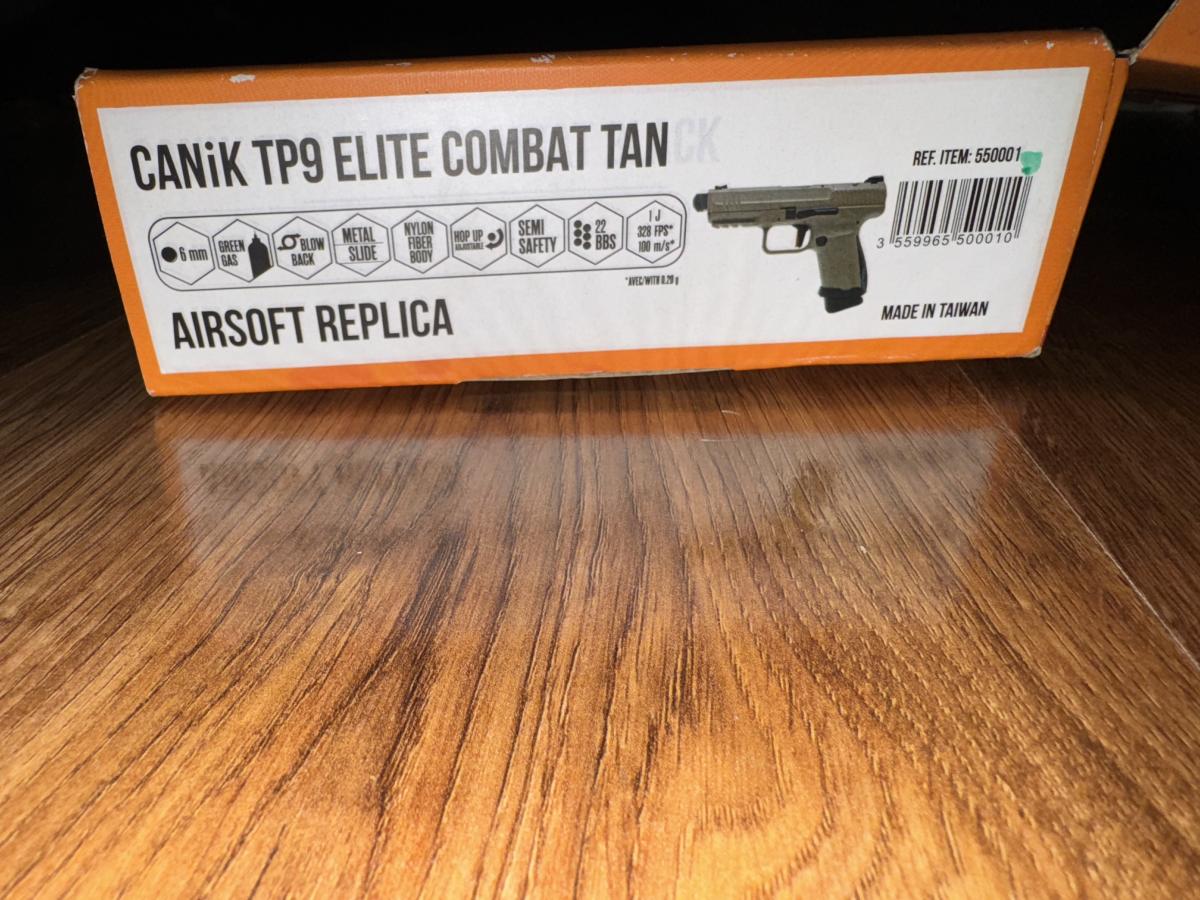 CANiK TP9 ELITE COMBAT TAN
REF. ITEM: 550001
6 mm
GREEN GAS
BLOW BACK
METAL SLIDE
NYLON FIBER BODY
HOP UP ADJUSTABLE
SEMI SAFETY
22 BBS
1 J 328 FPS* 100 m/s*
*AVEC/WITH 0.20 g
3 559965 500010
AIRSOFT REPLICA
MADE IN TAIWAN